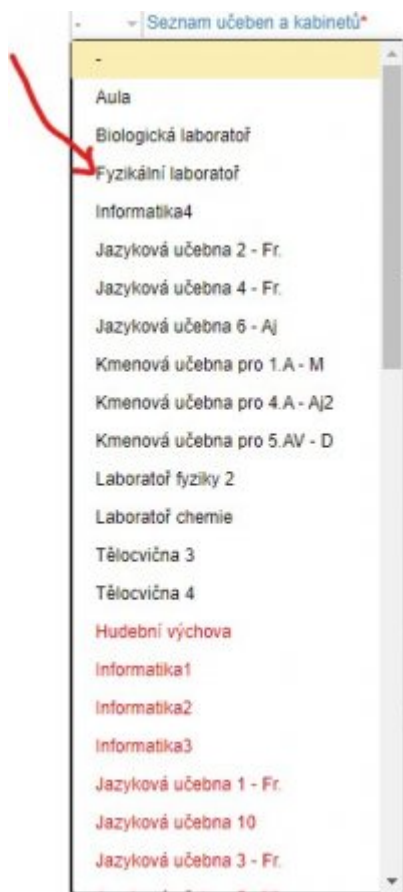 - Seznam učeben a kabinetů*
-
Aula
Biologická laboratoř
Fyzikální laboratoř
Informatika4
Jazyková učebna 2 - Fr.
Jazyková učebna 4 - Fr.
Jazyková učebna 6 - Aj
Kmenová učebna pro 1.A - M
Kmenová učebna pro 4.A - Aj2
Kmenová učebna pro 5.AV - D
Laboratoř fyziky 2
Laboratoř chemie
Tělocvična 3
Tělocvična 4
Hudební výchova
Informatika1
Informatika2
Informatika3
Jazyková učebna 1 - Fr.
Jazyková učebna 10
Jazyková učebna 3 - Fr.